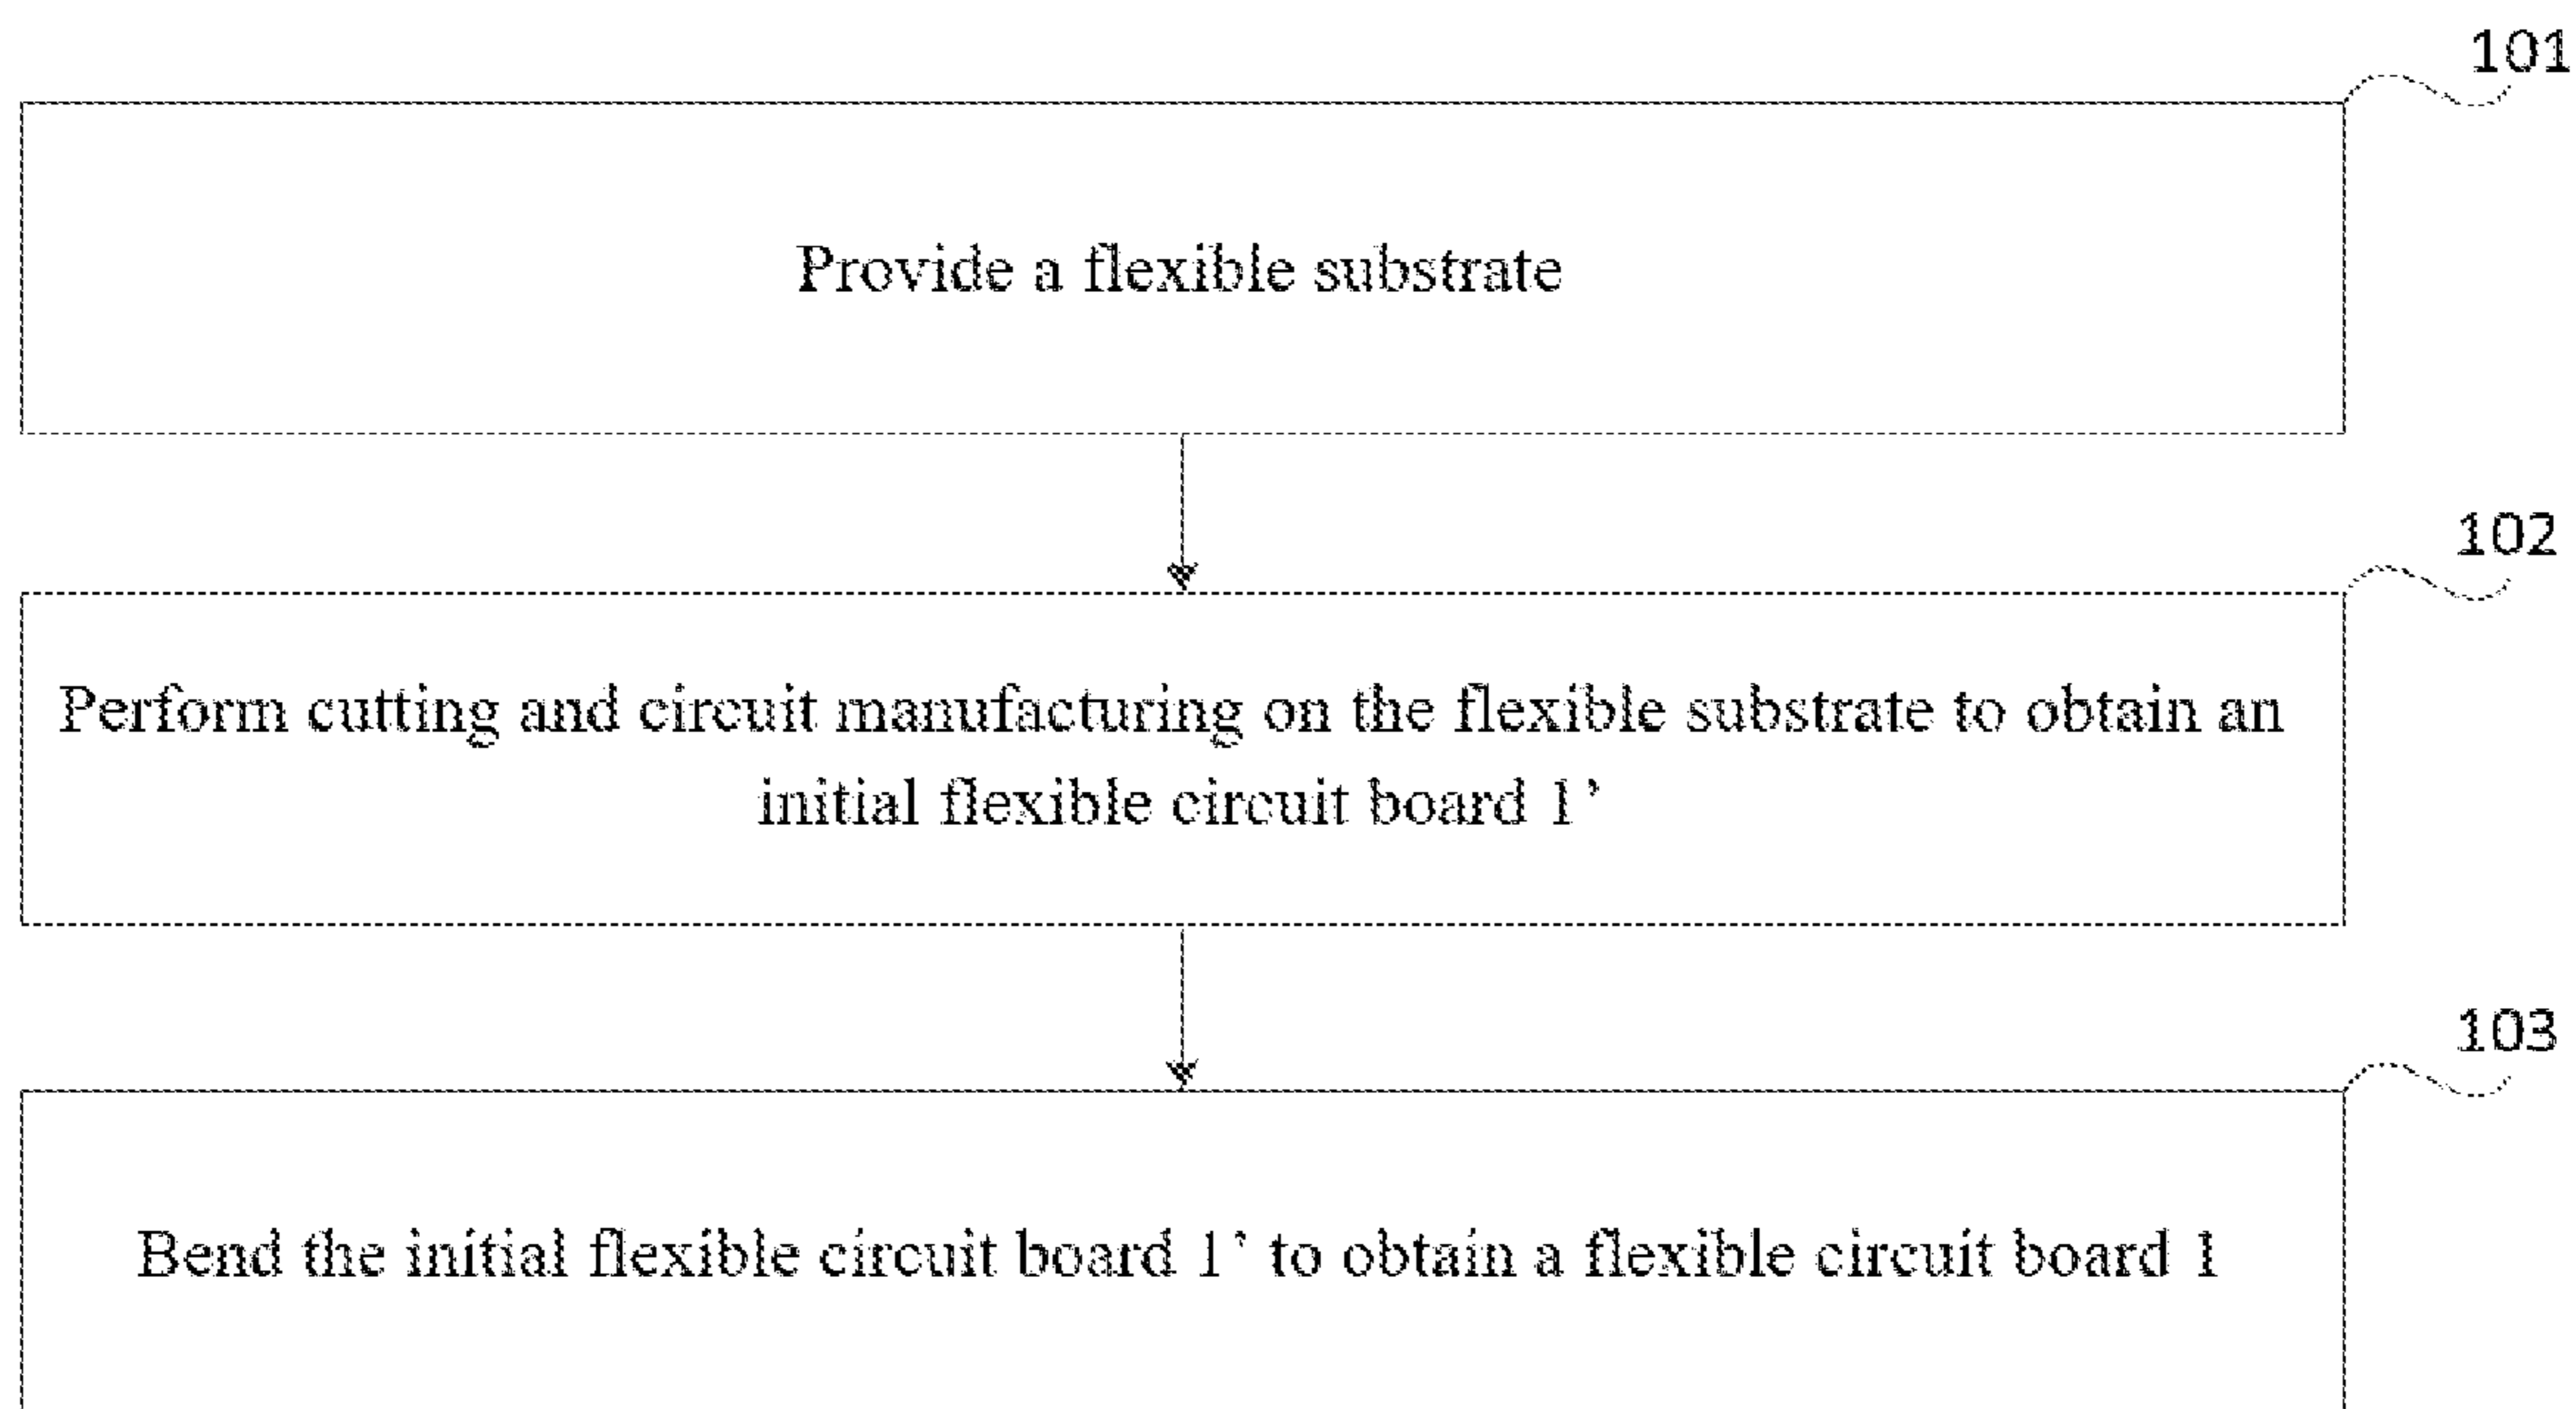 101
Provide a flexible substrate
102
Perform cutting and circuit manufacturing on the flexible substrate to obtain an
initial flexible circuit board 1’
103
Bend the initial flexible circuit board 1’ to obtain a flexible circuit board 1